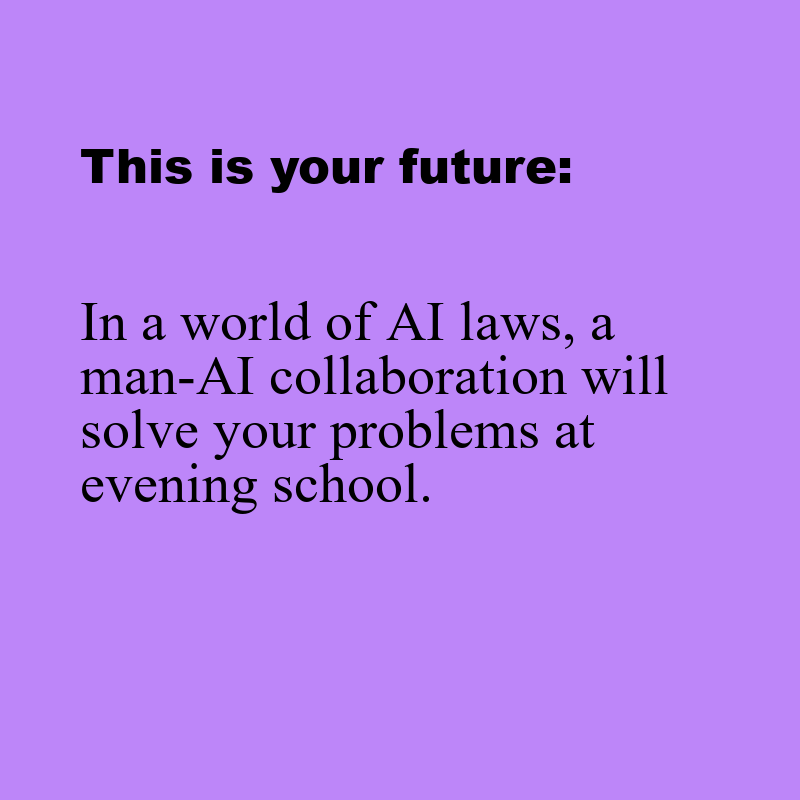 This is your future:
In a world of AI laws, a
man-AI collaboration will
solve your problems at
evening school.